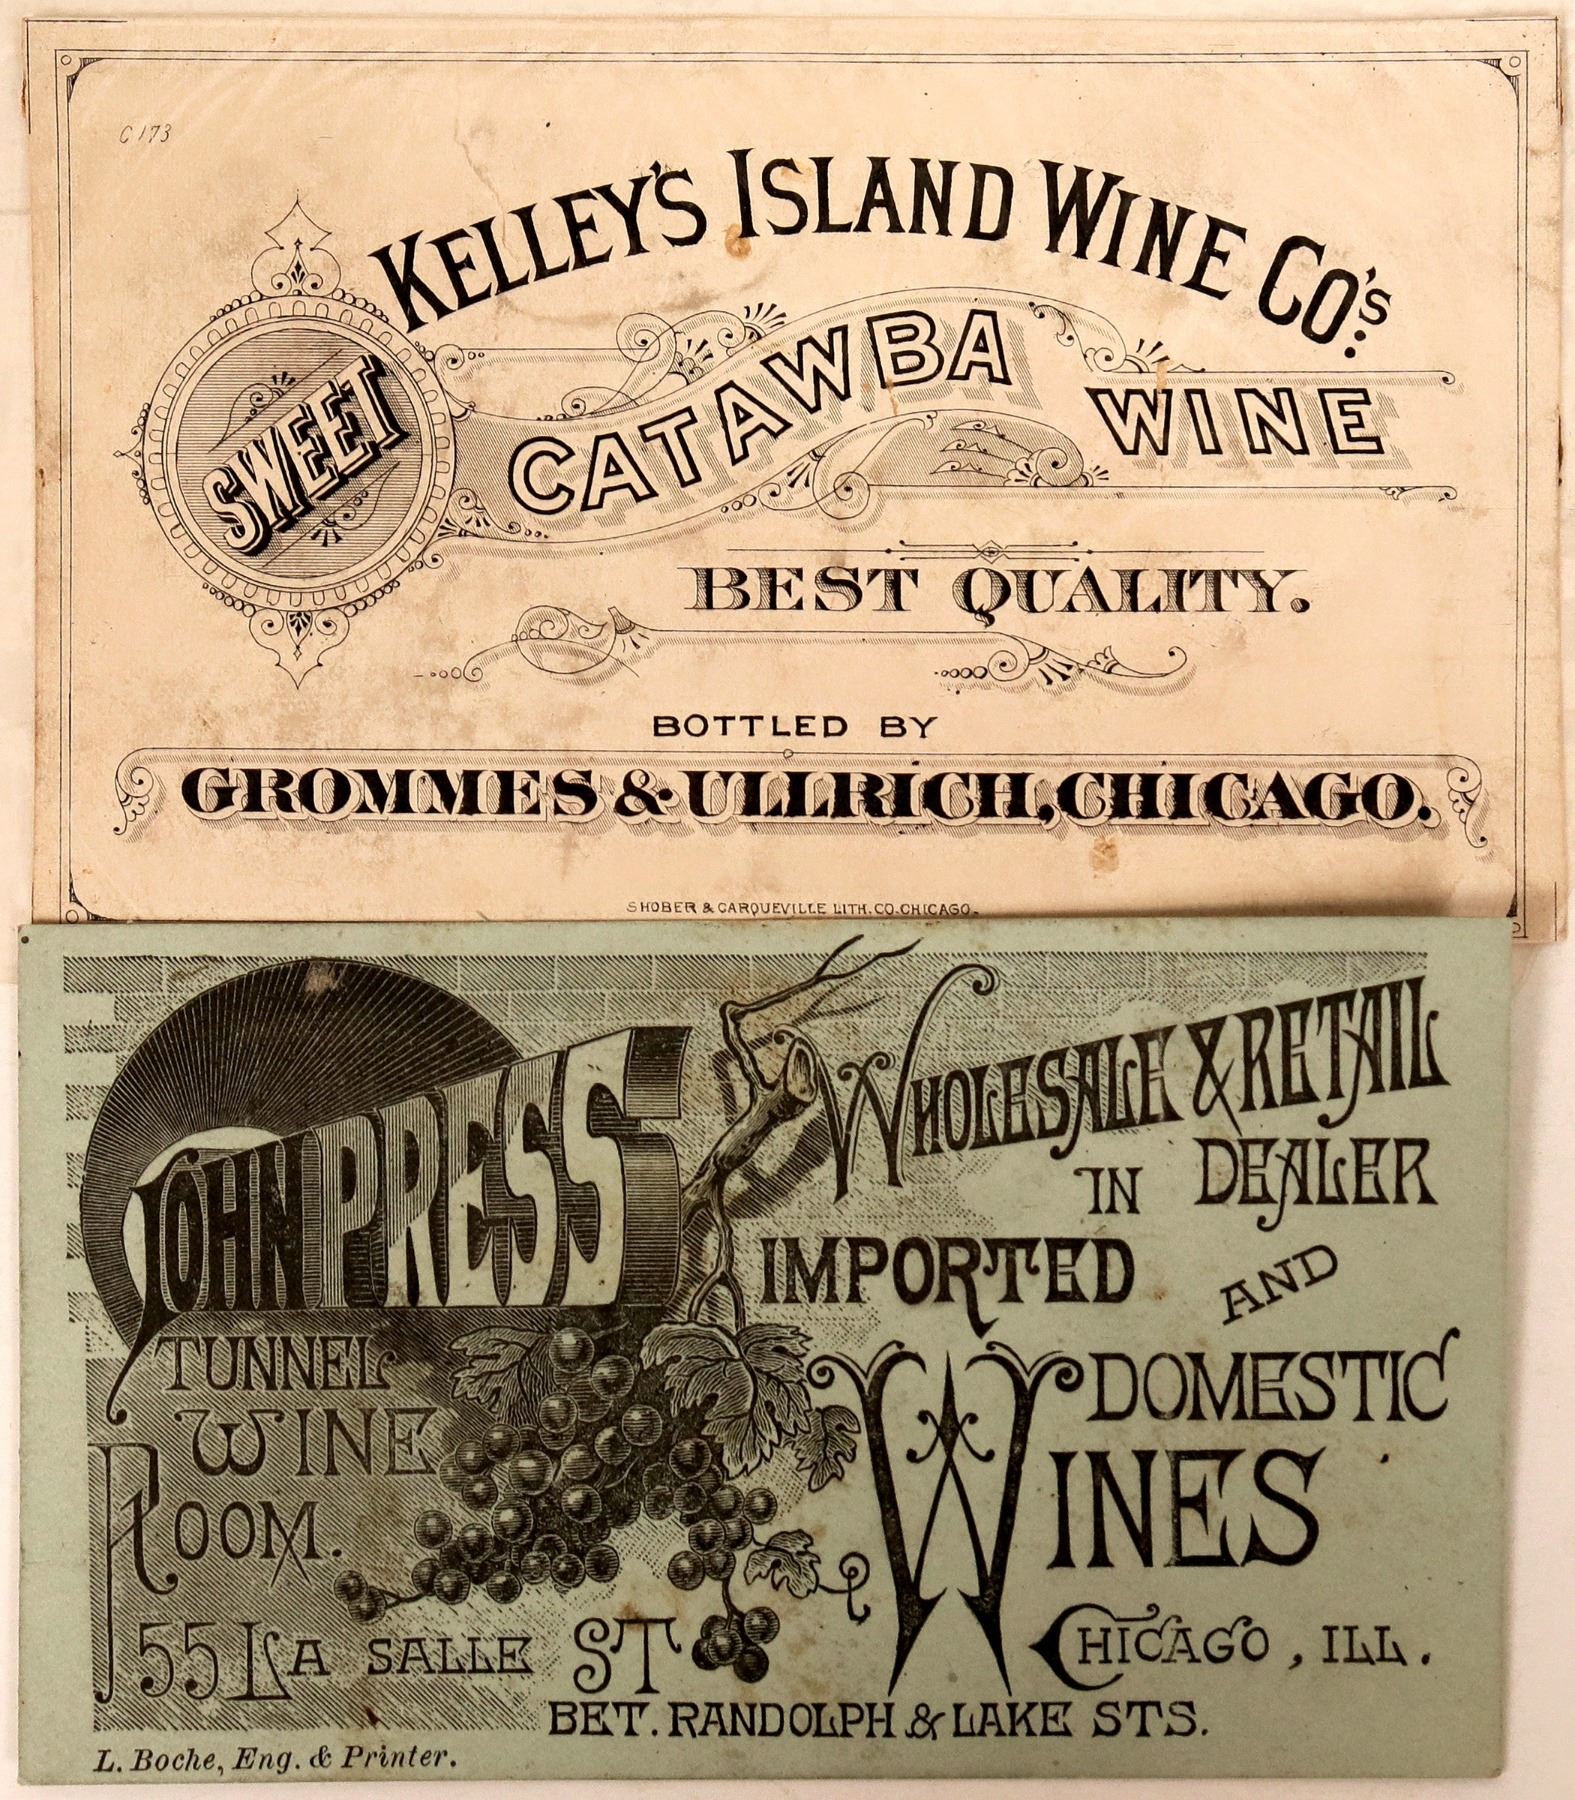 C 173
KELLEY'S ISLAND WINE CO'S.
SWEET
CATAWBA WINE
BEST QUALITY.
BOTTLED BY
GROMMES & ULLRICH, CHICAGO.
SHOBER & CARQUEVILLE LITH. CO. CHICAGO.
JOHN PRESS
TUNNEL
WINE
ROOM.
55 LA SALLE ST
BET. RANDOLPH & LAKE STS.
WHOLESALE & RETAIL
DEALER
IN
IMPORTED
AND
DOMESTIC
WINES
CHICAGO, ILL.
L. Boche, Eng. & Printer.